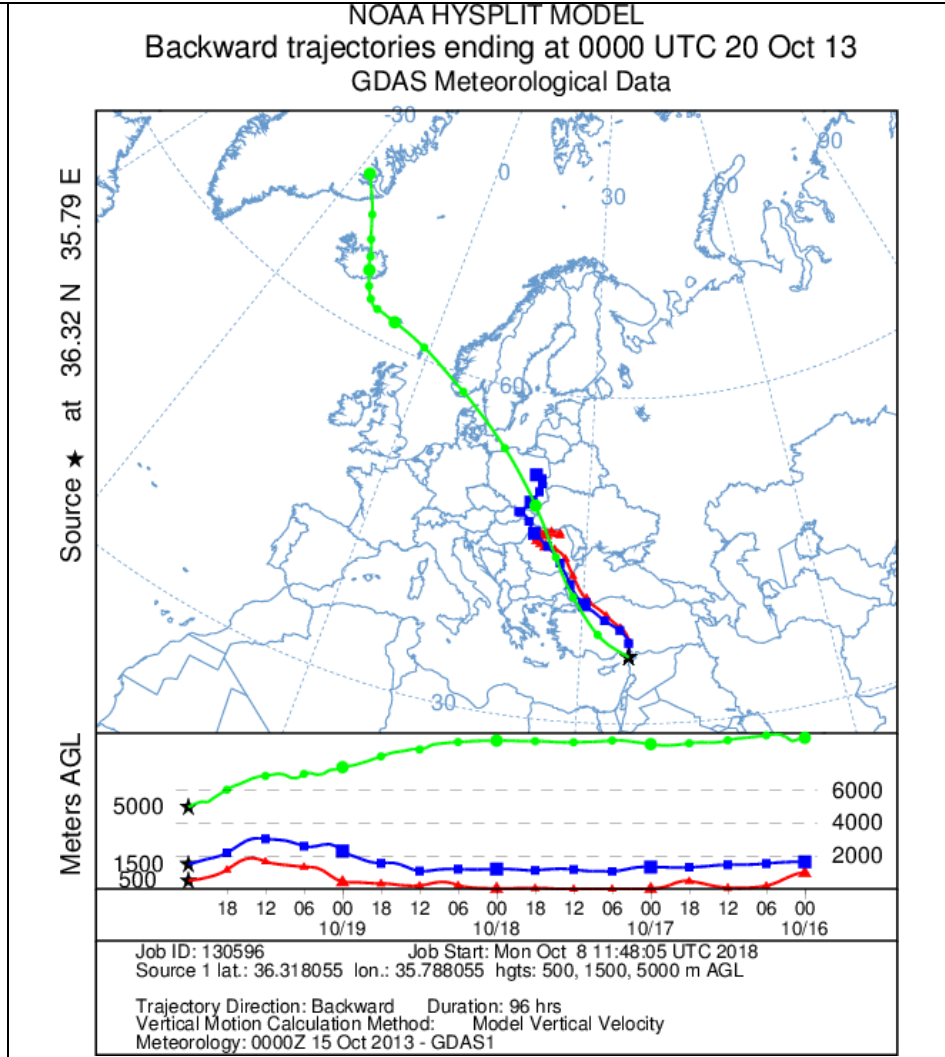 NOAA HYSPLIT MODEL
Backward trajectories ending at 0000 UTC 20 Oct 13
GDAS Meteorological Data
Source ★ at 36.32 N 35.79 E
-30
0
30
60
90
60
30
Meters AGL
5000
1500
500
6000
4000
2000
18 12 06 00 18 12 06 00 18 12 06 00 18 12 06 00
10/19 10/18 10/17 10/16
Job ID: 130596 Job Start: Mon Oct 8 11:48:05 UTC 2018
Source 1 lat.: 36.318055 lon.: 35.788055 hgts: 500, 1500, 5000 m AGL
Trajectory Direction: Backward Duration: 96 hrs
Vertical Motion Calculation Method: Model Vertical Velocity
Meteorology: 0000Z 15 Oct 2013 - GDAS1